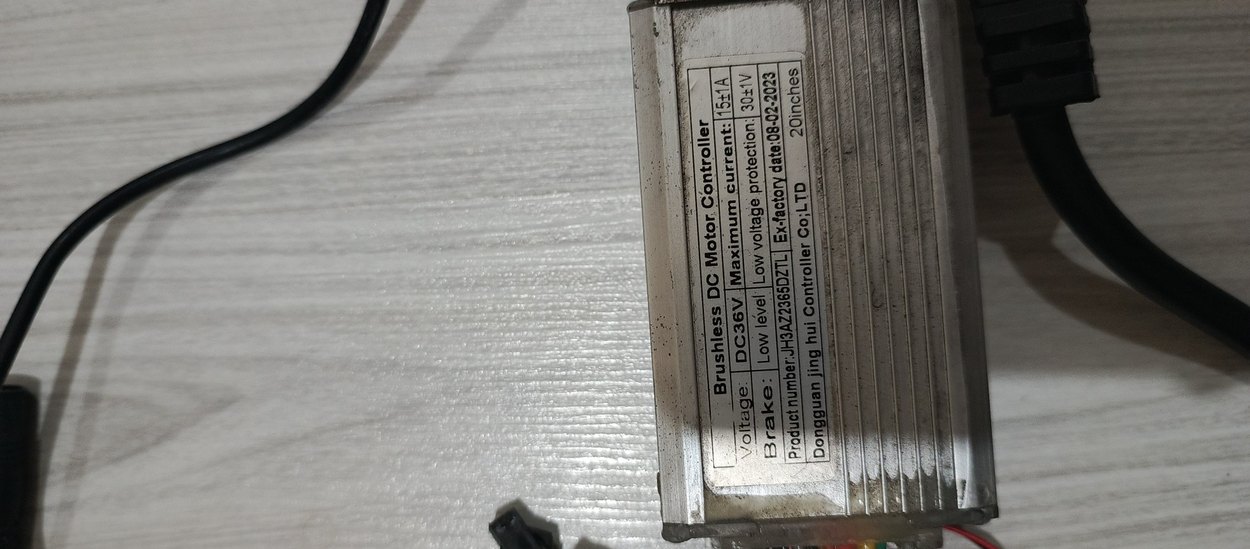 Brushless DC Motor Controller
Voltage: DC36V Maximum current: 15±1A
Brake: Low level Low voltage protection: 30±1V
Product number:JH3AZ2365DZTL Ex-factory date:08-02-2023
Dongguan jing hui Controller Co;LTD 20inches